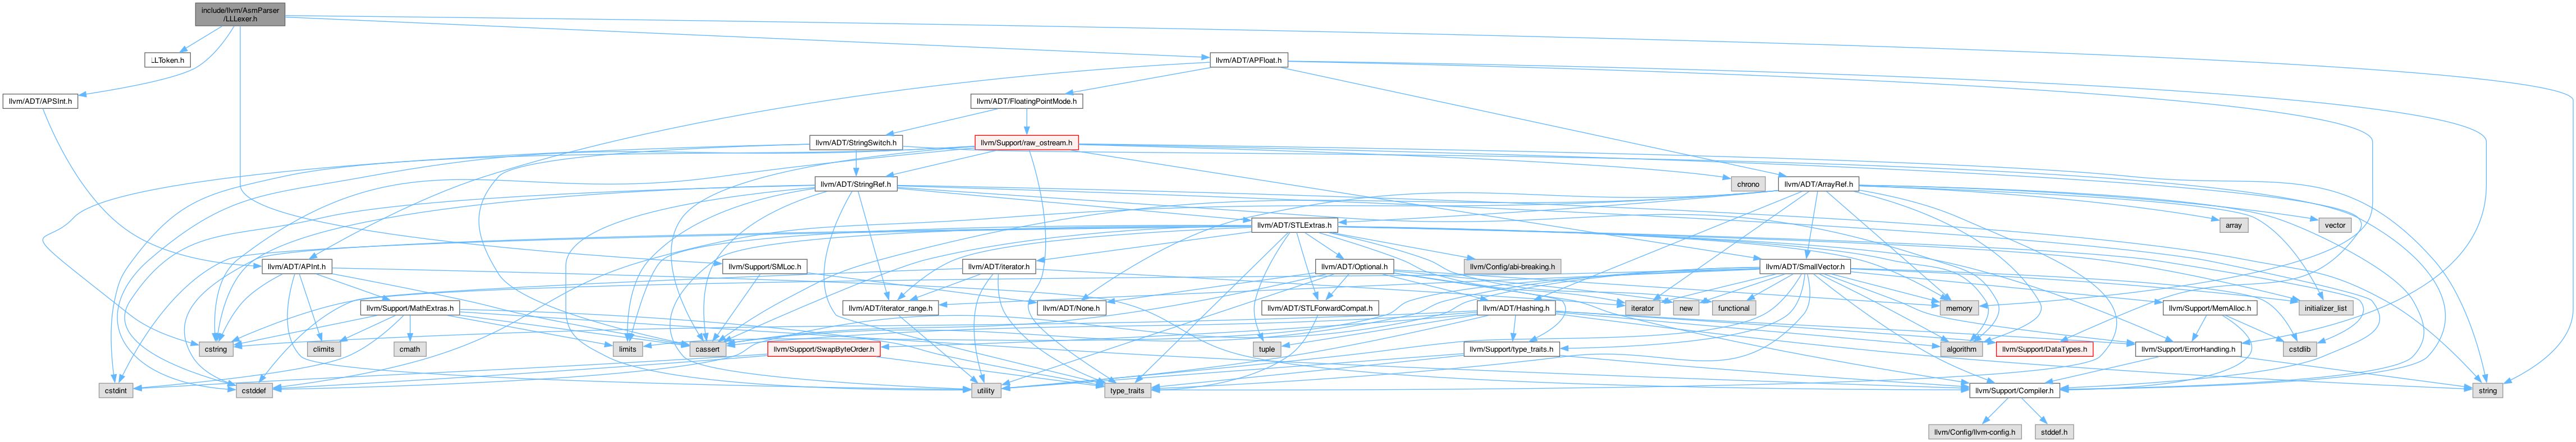 include/llvm/AsmParser
/LLLexer.h
LLToken.h
llvm/ADT/APFloat.h
llvm/ADT/APSInt.h
llvm/ADT/FloatingPointMode.h
llvm/ADT/StringSwitch.h
llvm/Support/raw_ostream.h
llvm/ADT/StringRef.h
chrono
llvm/ADT/ArrayRef.h
llvm/ADT/STLExtras.h
array
vector
llvm/ADT/APInt.h
llvm/Support/SMLoc.h
llvm/ADT/iterator.h
llvm/ADT/Optional.h
llvm/Config/abi-breaking.h
llvm/ADT/SmallVector.h
llvm/Support/MathExtras.h
llvm/ADT/iterator_range.h
llvm/ADT/None.h
llvm/ADT/STLForwardCompat.h
llvm/ADT/Hashing.h
iterator
new
functional
memory
llvm/Support/MemAlloc.h
initializer_list
cstring
climits
cmath
limits
cassert
llvm/Support/SwapByteOrder.h
tuple
llvm/Support/type_traits.h
algorithm
llvm/Support/DataTypes.h
llvm/Support/ErrorHandling.h
cstdlib
cstdint
cstddef
utility
type_traits
llvm/Support/Compiler.h
string
llvm/Config/llvm-config.h
stddef.h